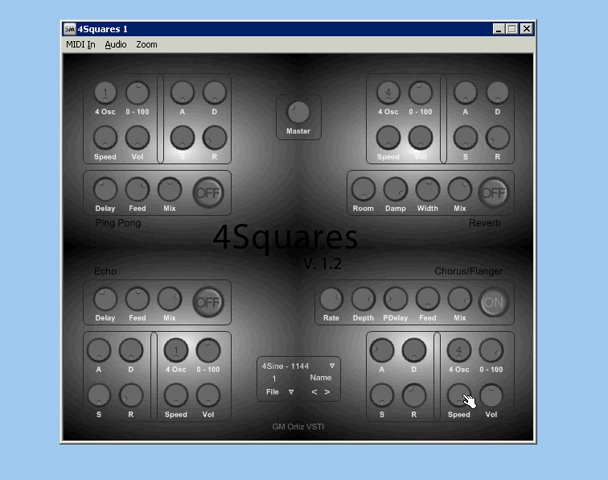 4Squares 1
MIDI In Audio Zoom
1 4
4 Osc 0 - 100 A D Master 4 Osc 0 - 100 A D
Speed Vol S R Speed Vol S R
OFF OFF
Delay Feed Mix Room Damp Width Mix
Ping Pong Reverb
4Squares
V. 1.2
Echo Chorus/Flanger
OFF ON
Delay Feed Mix Rate Depth PDelay Feed Mix
1 4
A D 4 Osc 0 - 100 4Sine - 1144 A D 4 Osc 0 - 100
1 Name
File < >
S R Speed Vol S R Speed Vol
GM Ortiz VSTI